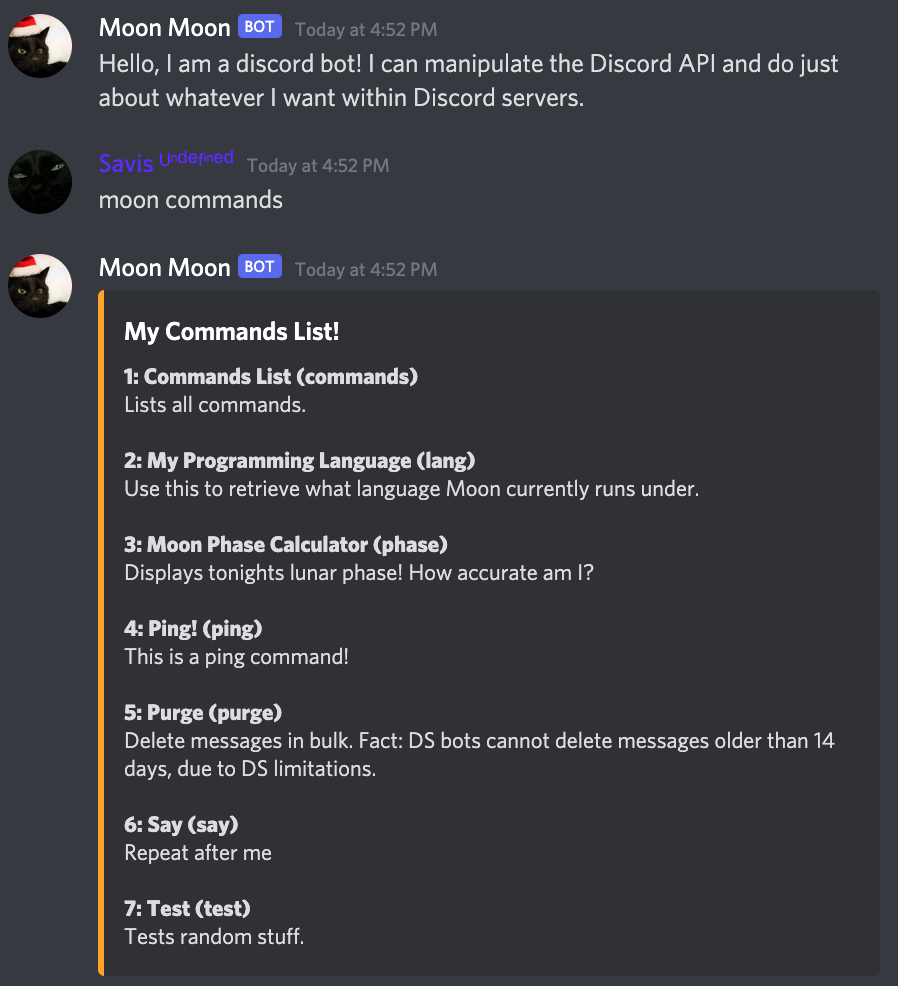 Moon Moon BOT Today at 4:52 PM
Hello, I am a discord bot! I can manipulate the Discord API and do just
about whatever I want within Discord servers.
Savis Undefined Today at 4:52 PM
moon commands
Moon Moon BOT Today at 4:52 PM
My Commands List!
1: Commands List (commands)
Lists all commands.
2: My Programming Language (lang)
Use this to retrieve what language Moon currently runs under.
3: Moon Phase Calculator (phase)
Displays tonights lunar phase! How accurate am I?
4: Ping! (ping)
This is a ping command!
5: Purge (purge)
Delete messages in bulk. Fact: DS bots cannot delete messages older than 14
days, due to DS limitations.
6: Say (say)
Repeat after me
7: Test (test)
Tests random stuff.